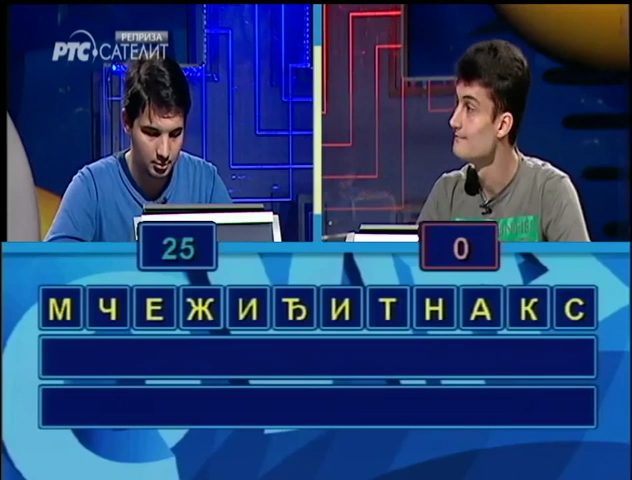 РЕПРИЗА
РТС САТЕЛИТ
25
0
М Ч Е Ж И Ђ И Т Н А К С